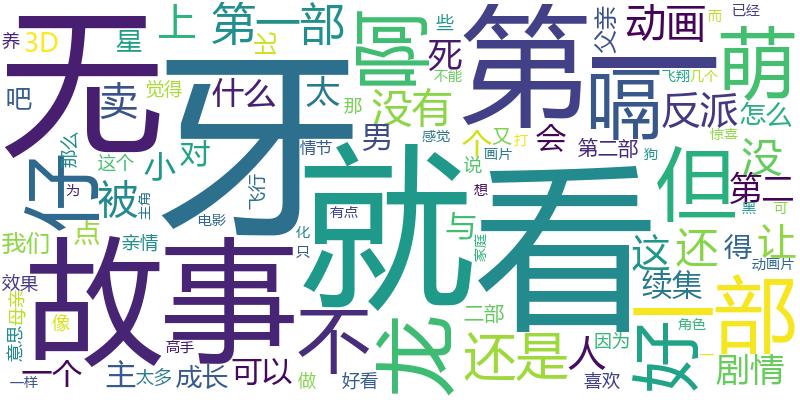 养
3D
星
上
第一部
比
啊
死
些
第一
父亲
动画
而
已经
萌
无
牙
吧
卖
觉得
什么
太
那
没有
不能
嗝
飞翔
几个
反派
怎么
那么
仔
这个
小
对
情节
男
感觉
个
又
打
画片
会
第二部
惊喜
狗
没
为
被
主角
飞行
就
说
想
看
但
第二
黑
可
我们
点
亲情
电影
有点
与
家庭
这
还
得
让
化
只
动画片
效果
母亲
像
故事
不
龙
二部
续集
一部
意思
高手
还是
人
因为
好
角色
一
剧情
一个
一样
主
太多
成长
可以
做
好看
喜欢